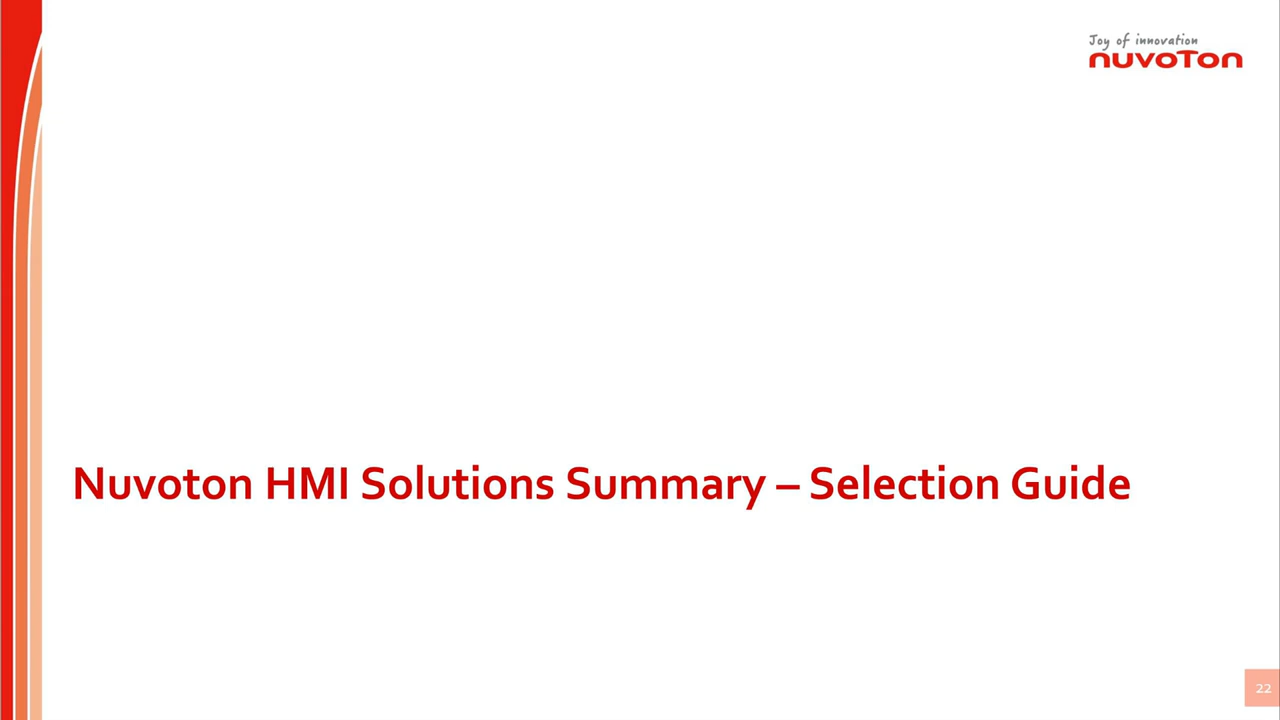 Joy of innovation
nuvoTon
Nuvoton HMI Solutions Summary – Selection Guide
22